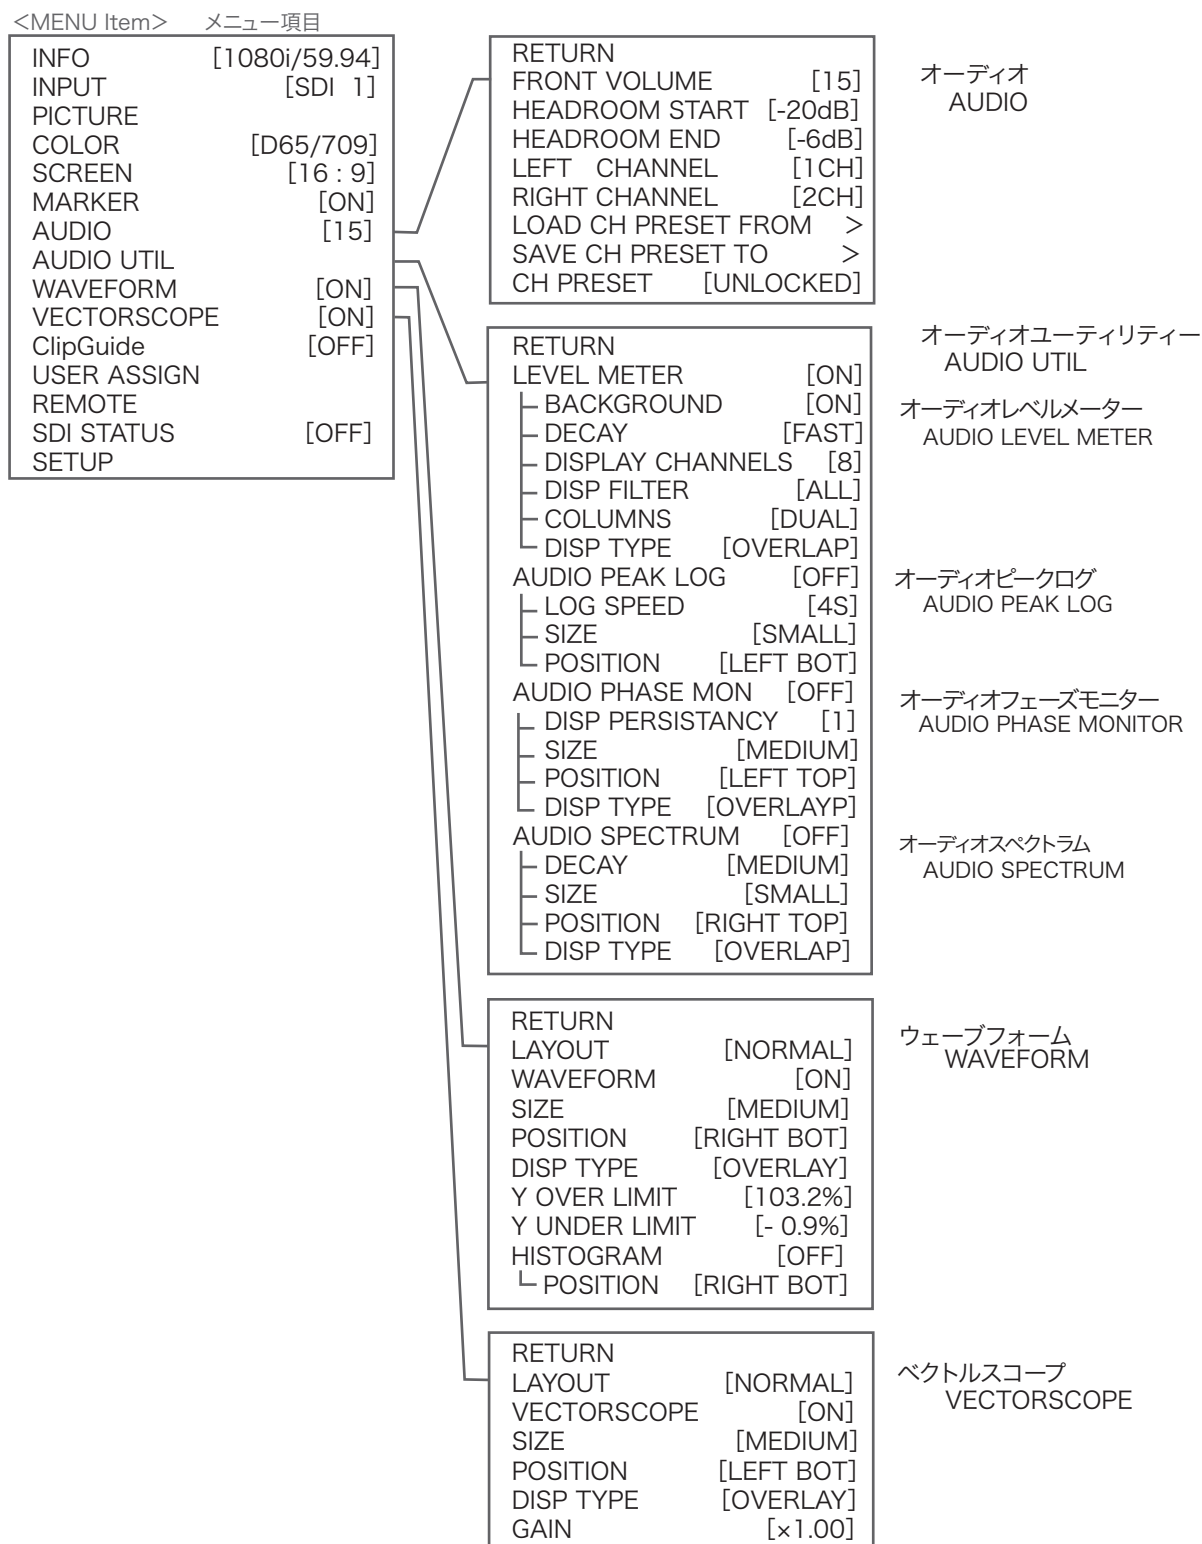 <MENU Item> メニュー項目
INFO [1080i/59.94]
INPUT [SDI 1]
PICTURE
COLOR [D65/709]
SCREEN [16 : 9]
MARKER [ON]
AUDIO [15]
AUDIO UTIL
WAVEFORM [ON]
VECTORSCOPE [ON]
ClipGuide [OFF]
USER ASSIGN
REMOTE
SDI STATUS [OFF]
SETUP
RETURN
FRONT VOLUME [15]
HEADROOM START [-20dB]
HEADROOM END [-6dB]
LEFT CHANNEL [1CH]
RIGHT CHANNEL [2CH]
LOAD CH PRESET FROM >
SAVE CH PRESET TO >
CH PRESET [UNLOCKED]
オーディオ
AUDIO
RETURN
LEVEL METER [ON]
BACKGROUND [ON]
DECAY [FAST]
DISPLAY CHANNELS [8]
DISP FILTER [ALL]
COLUMNS [DUAL]
DISP TYPE [OVERLAP]
AUDIO PEAK LOG [OFF]
LOG SPEED [4S]
SIZE [SMALL]
POSITION [LEFT BOT]
AUDIO PHASE MON [OFF]
DISP PERSISTANCY [1]
SIZE [MEDIUM]
POSITION [LEFT TOP]
DISP TYPE [OVERLAYP]
AUDIO SPECTRUM [OFF]
DECAY [MEDIUM]
SIZE [SMALL]
POSITION [RIGHT TOP]
DISP TYPE [OVERLAP]
オーディオユーティリティー
AUDIO UTIL
オーディオレベルメーター
AUDIO LEVEL METER
オーディオピークログ
AUDIO PEAK LOG
オーディオフェーズモニター
AUDIO PHASE MONITOR
オーディオスペクトラム
AUDIO SPECTRUM
RETURN
LAYOUT [NORMAL]
WAVEFORM [ON]
SIZE [MEDIUM]
POSITION [RIGHT BOT]
DISP TYPE [OVERLAY]
Y OVER LIMIT [103.2%]
Y UNDER LIMIT [- 0.9%]
HISTOGRAM [OFF]
POSITION [RIGHT BOT]
ウェーブフォーム
WAVEFORM
RETURN
LAYOUT [NORMAL]
VECTORSCOPE [ON]
SIZE [MEDIUM]
POSITION [LEFT BOT]
DISP TYPE [OVERLAY]
GAIN [×1.00]
ベクトルスコープ
VECTORSCOPE